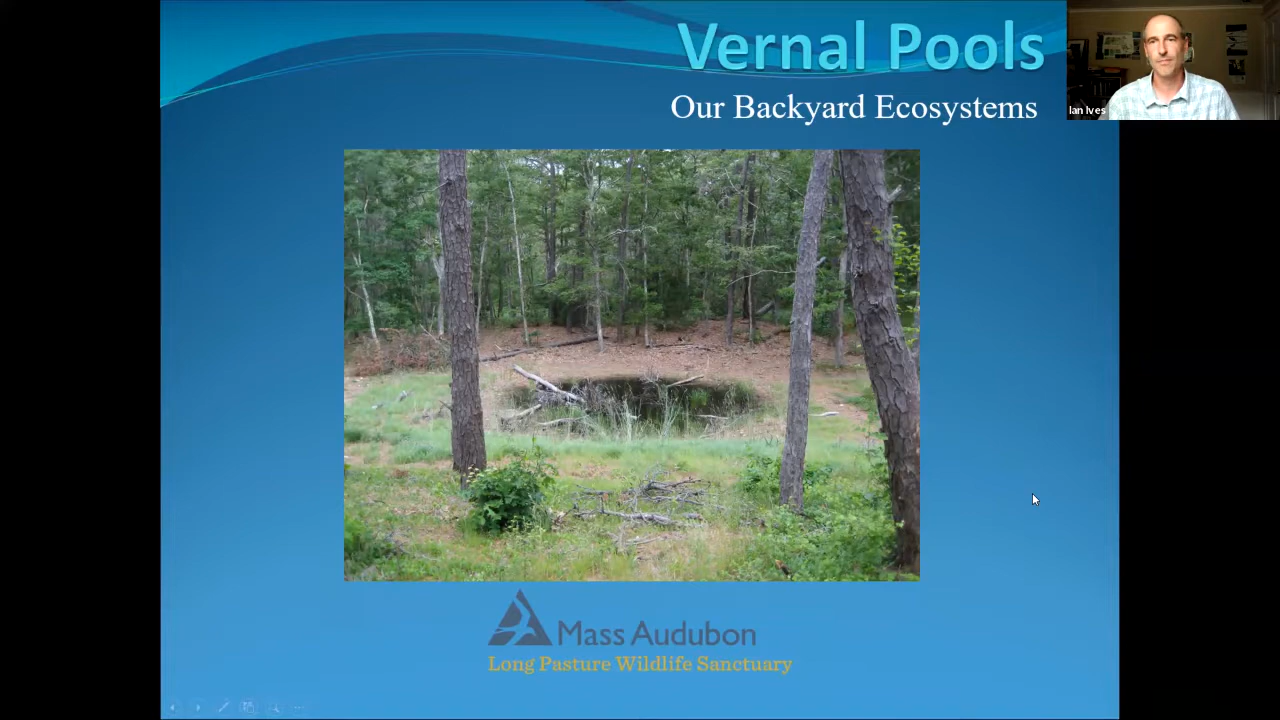 Vernal Pools
Our Backyard Ecosystems
Ian Ives
Mass Audubon
Long Pasture Wildlife Sanctuary